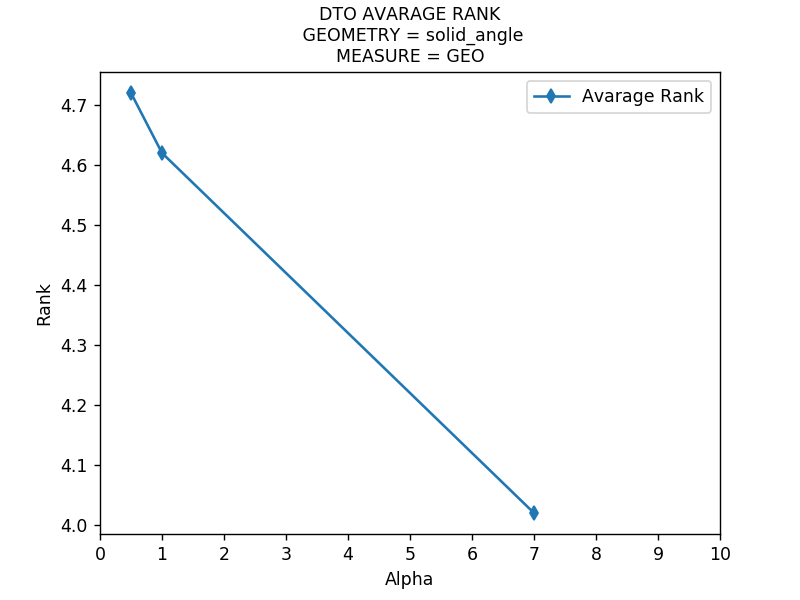 DTO AVARAGE RANK
GEOMETRY = solid_angle
MEASURE = GEO
Avarage Rank
4.7
4.6
4.5
4.4
4.3
4.2
4.1
4.0
Rank
0 1 2 3 4 5 6 7 8 9 10
Alpha